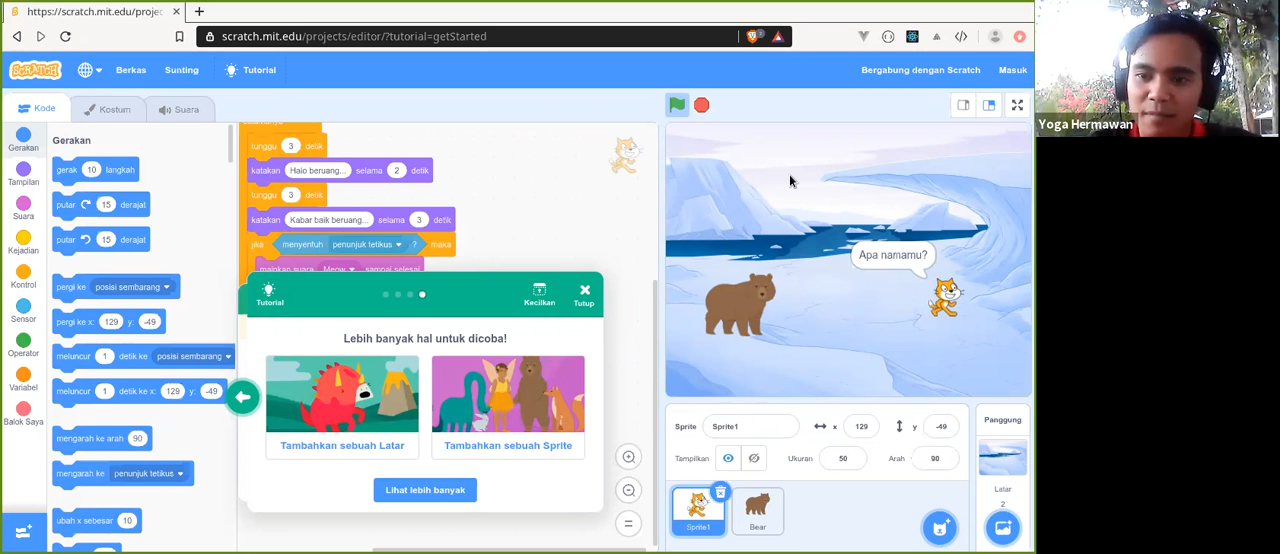 https://scratch.mit.edu/projec
scratch.mit.edu/projects/editor/?tutorial=getStarted
SCRATCH
Berkas
Sunting
Tutorial
Bergabung dengan Scratch
Masuk
Kode
Kostum
Suara
Gerakan
Tampilan
Suara
Kejadian
Kontrol
Sensor
Operator
Variabel
Balok Saya
Gerakan
gerak 10 langkah
putar 15 derajat
putar 15 derajat
pergi ke posisi sembarang
pergi ke x: 129 y: -49
meluncur 1 detik ke posisi sembarang
meluncur 1 detik ke x: 129 y: -49
mengarah ke arah 90
mengarah ke penunjuk tetikus
ubah x sebesar 10
tunggu 3 detik
katakan Halo beruang... selama 2 detik
tunggu 3 detik
katakan Kabar baik beruang... selama 3 detik
jika menyentuh penunjuk tetikus ? maka
mainkan suara Meow sampai selesai
Tutorial
Kecilkan
Tutup
Lebih banyak hal untuk dicoba!
Tambahkan sebuah Latar
Tambahkan sebuah Sprite
Lihat lebih banyak
Apa namamu?
Sprite
Sprite1
x
129
y
-49
Tampilkan
Ukuran
50
Arah
90
Sprite1
Bear
Panggung
Latar
2
Yoga Hermawan